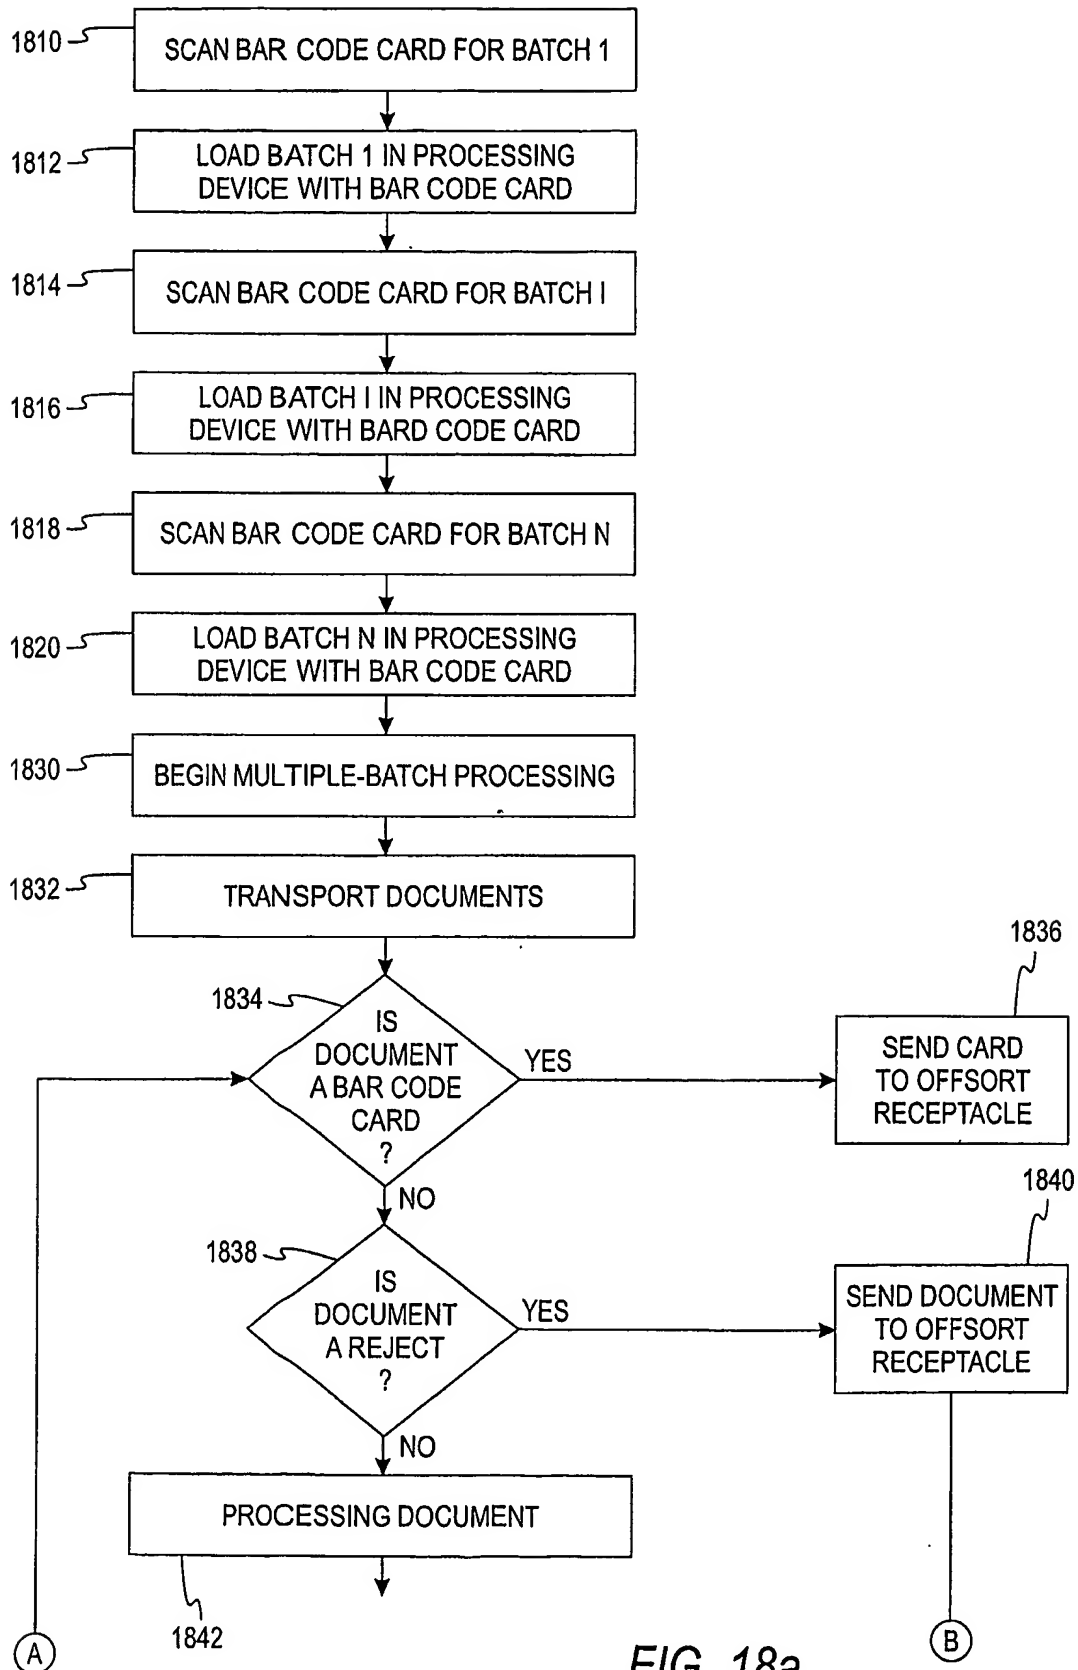 1810
SCAN BAR CODE CARD FOR BATCH 1
1812
LOAD BATCH 1 IN PROCESSING
DEVICE WITH BAR CODE CARD
1814
SCAN BAR CODE CARD FOR BATCH I
1816
LOAD BATCH I IN PROCESSING
DEVICE WITH BARD CODE CARD
1818
SCAN BAR CODE CARD FOR BATCH N
1820
LOAD BATCH N IN PROCESSING
DEVICE WITH BAR CODE CARD
1830
BEGIN MULTIPLE-BATCH PROCESSING
1832
TRANSPORT DOCUMENTS
1834
IS
DOCUMENT
A BAR CODE
CARD
?
YES
1836
SEND CARD
TO OFFSORT
RECEPTACLE
NO
1838
IS
DOCUMENT
A REJECT
?
YES
1840
SEND DOCUMENT
TO OFFSORT
RECEPTACLE
NO
PROCESSING DOCUMENT
1842
A
B
FIG. 18a